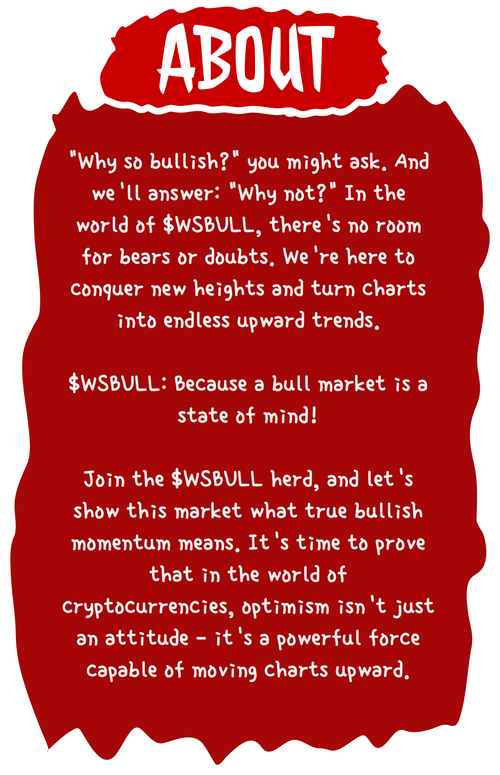 ABOUT
"Why so bullish?" you might ask. And
we'll answer: "Why not?" In the
world of $WSBULL, there's no room
for bears or doubts. We're here to
conquer new heights and turn charts
into endless upward trends.
$WSBULL: Because a bull market is a
state of mind!
Join the $WSBULL herd, and let's
show this market what true bullish
momentum means. It's time to prove
that in the world of
cryptocurrencies, optimism isn't just
an attitude - it's a powerful force
capable of moving charts upward.